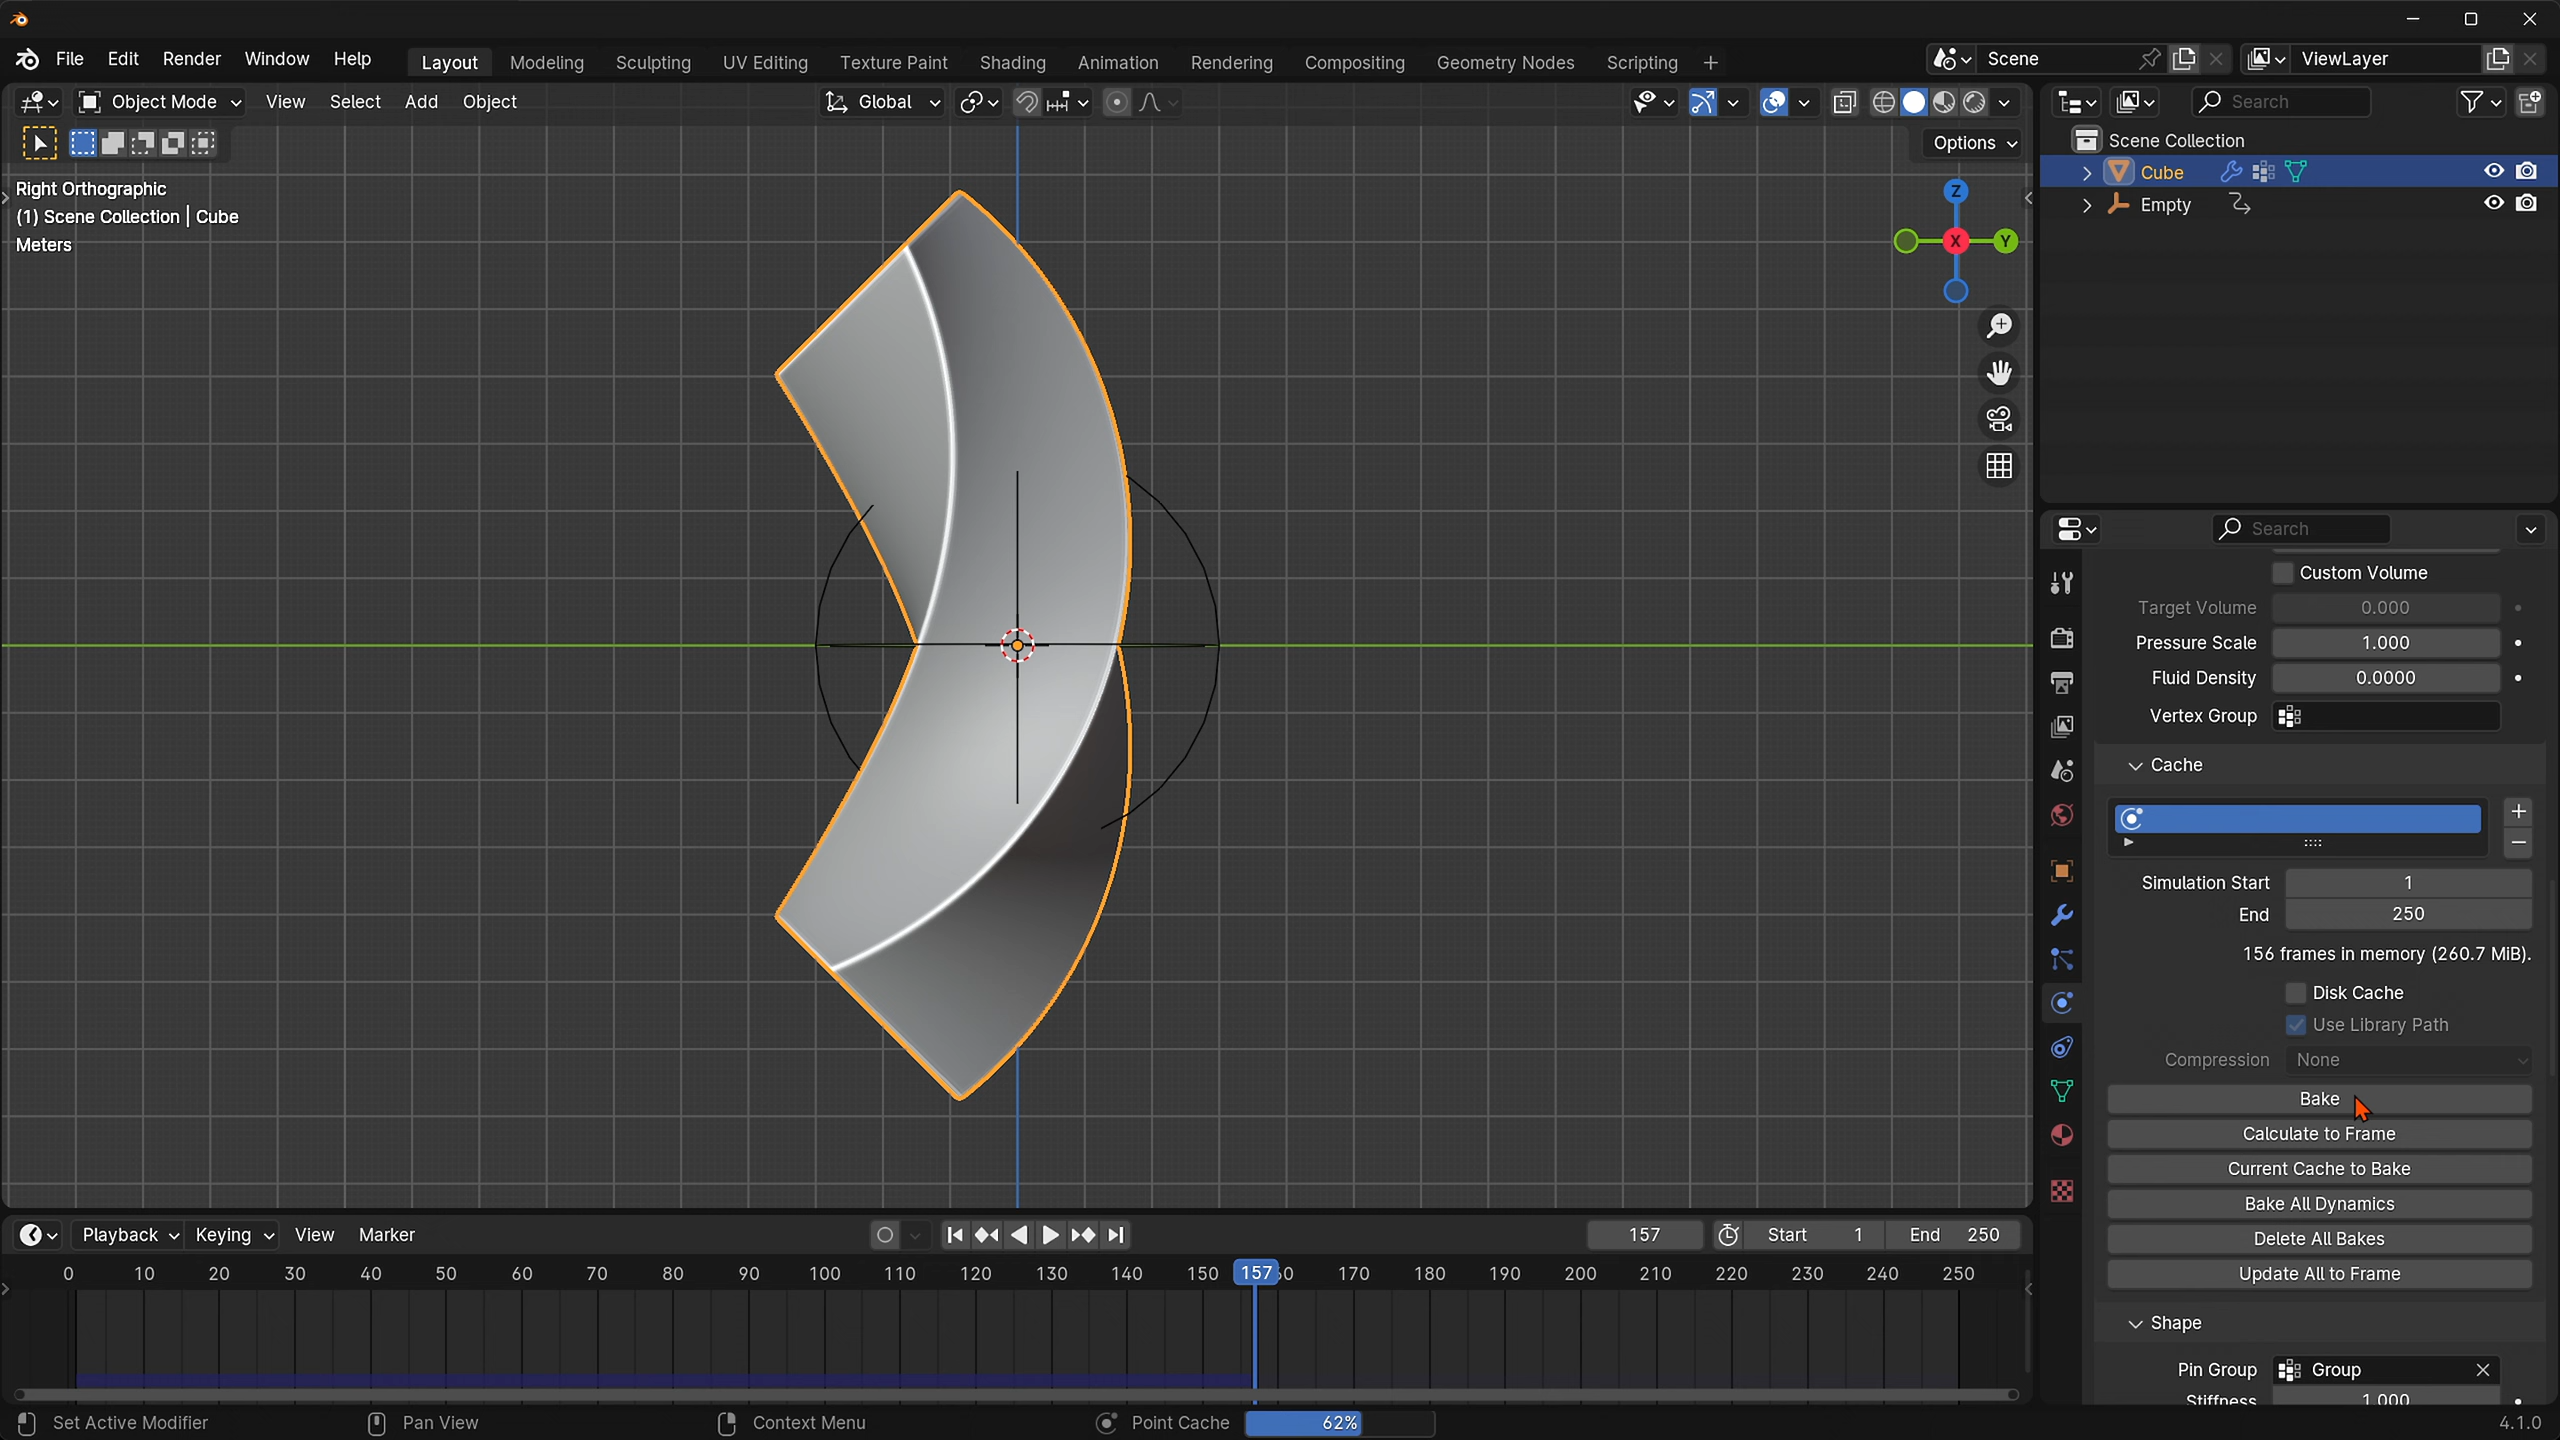 File Edit Render Window Help Layout Modeling Sculpting UV Editing Texture Paint Shading Animation Rendering Compositing Geometry Nodes Scripting + Scene ViewLayer
Object Mode View Select Add Object Global Search
Options
Right Orthographic
(1) Scene Collection | Cube
Meters
Z
X
Y
Scene Collection
Cube
Empty
Search
Custom Volume
Target Volume 0.000
Pressure Scale 1.000
Fluid Density 0.0000
Vertex Group
Cache
Simulation Start 1
End 250
156 frames in memory (260.7 MiB).
Disk Cache
Use Library Path
Compression None
Bake
Calculate to Frame
Current Cache to Bake
Bake All Dynamics
Delete All Bakes
Update All to Frame
Shape
Pin Group Group
Stiffness 1.000
Playback Keying View Marker 157 Start 1 End 250
0 10 20 30 40 50 60 70 80 90 100 110 120 130 140 150 157 170 180 190 200 210 220 230 240 250
Set Active Modifier Pan View Context Menu Point Cache 62% 4.1.0